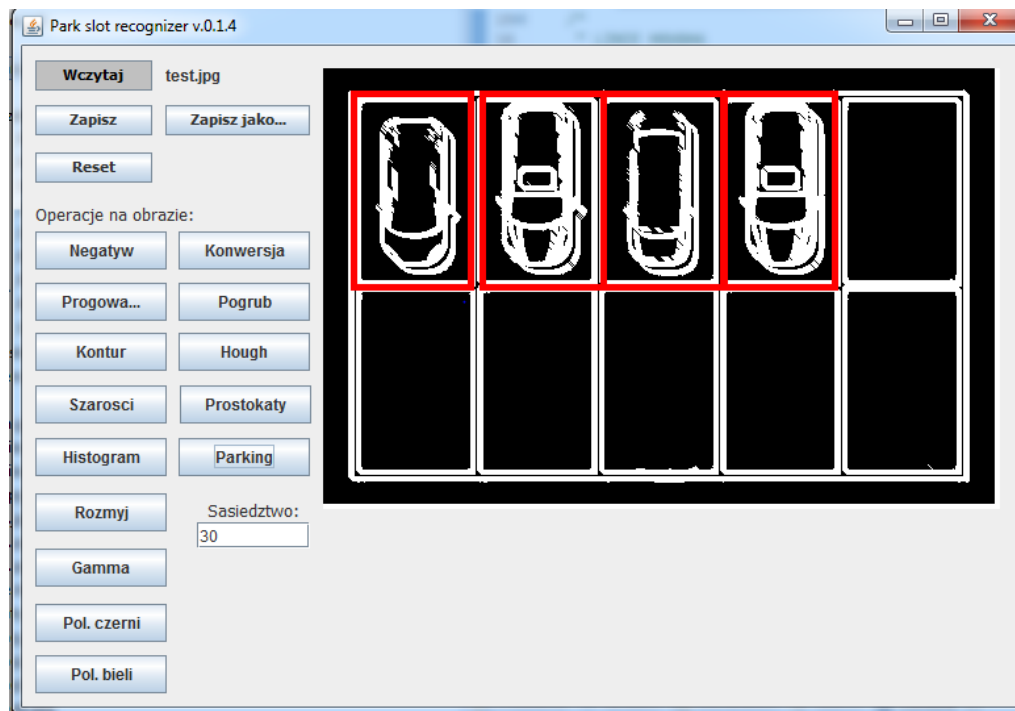 Park slot recognizer v.0.1.4
Wczytaj test.jpg
Zapisz Zapisz jako...
Reset
Operacje na obrazie:
Negatyw Konwersja
Progowa... Pogrub
Kontur Hough
Szarosci Prostokaty
Histogram Parking
Rozmyj Sasiedztwo:
30
Gamma
Pol. czerni
Pol. bieli